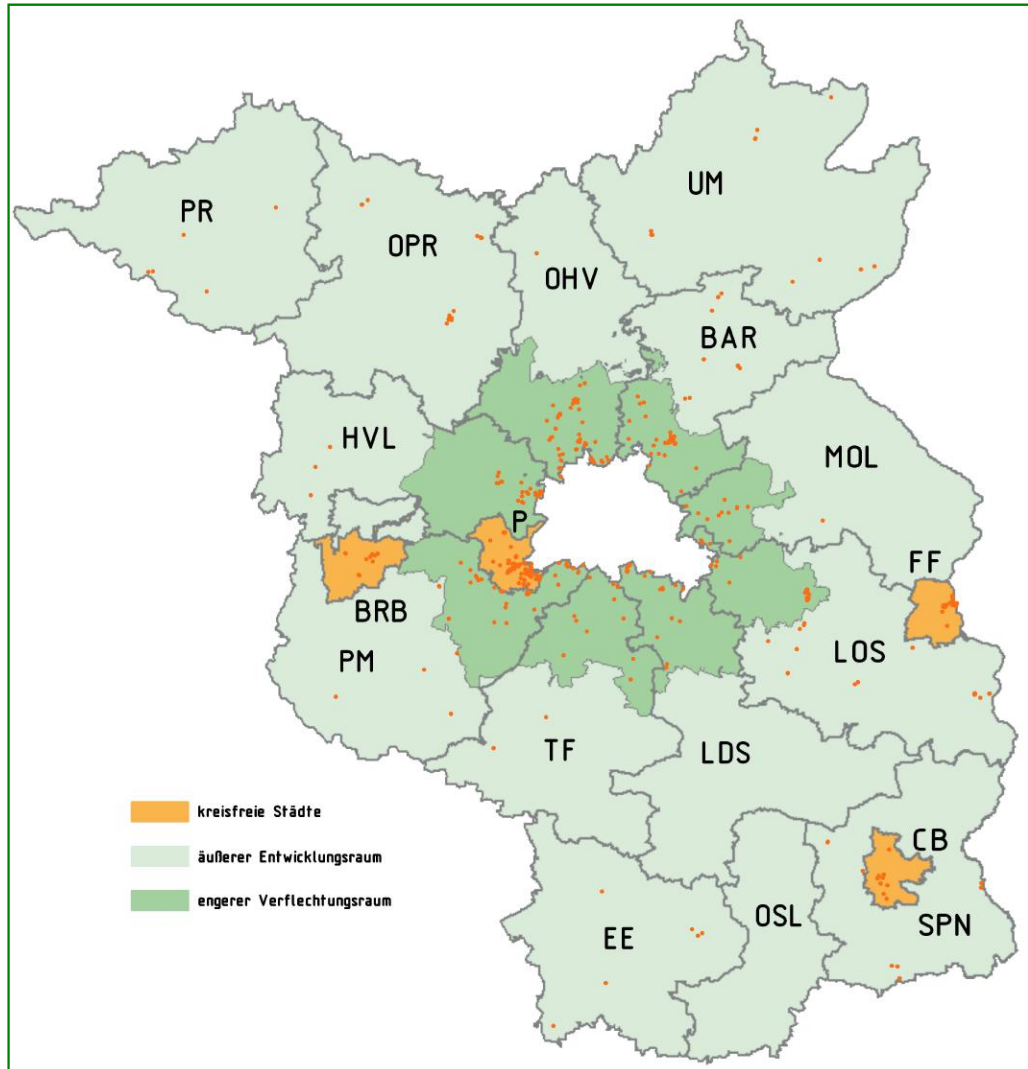 UM
PR
OPR
OHV
BAR
HVL
MOL
P
FF
BRB
LOS
PM
TF
LDS
kreisfreie Städte
äußerer Entwicklungsraum
engerer Verflechtungsraum
CB
OSL
SPN
EE